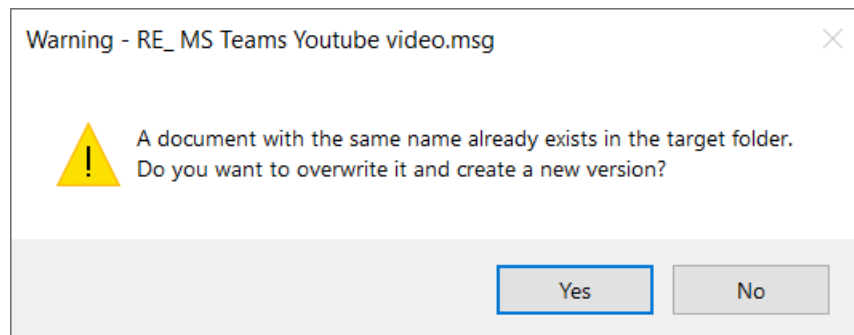 Warning - RE_ MS Teams Youtube video.msg
A document with the same name already exists in the target folder.
Do you want to overwrite it and create a new version?
Yes
No